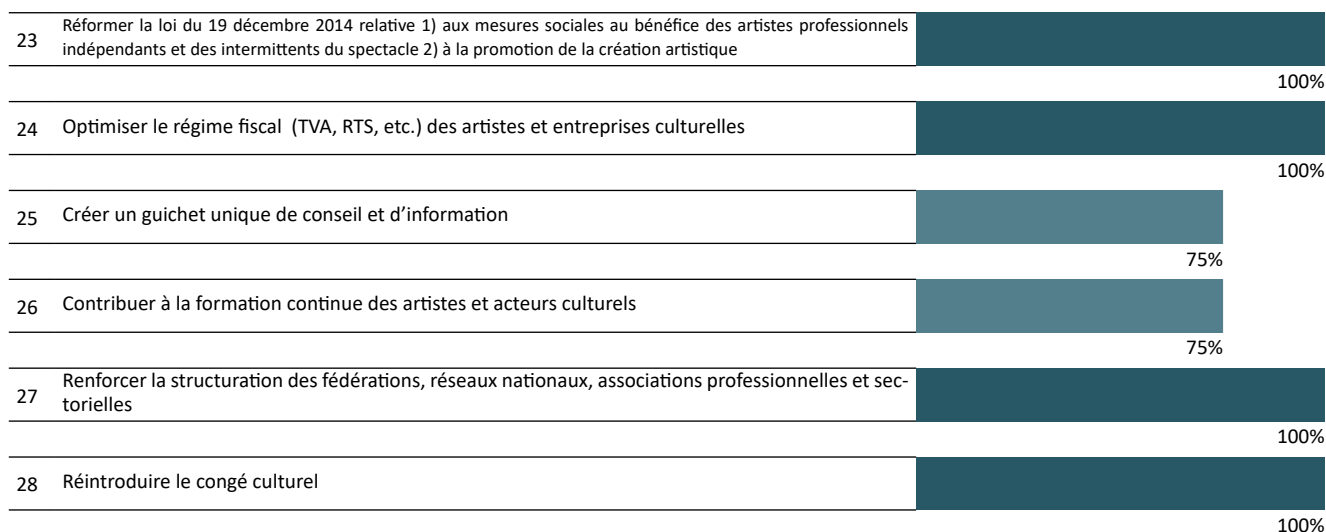 23 Réformer la loi du 19 décembre 2014 relative 1) aux mesures sociales au bénéfice des artistes professionnels
indépendants et des intermittents du spectacle 2) à la promotion de la création artistique
100%
24 Optimiser le régime fiscal (TVA, RTS, etc.) des artistes et entreprises culturelles
100%
25 Créer un guichet unique de conseil et d’information
75%
26 Contribuer à la formation continue des artistes et acteurs culturels
75%
27 Renforcer la structuration des fédérations, réseaux nationaux, associations professionnelles et sec-
torielles
100%
28 Réintroduire le congé culturel
100%